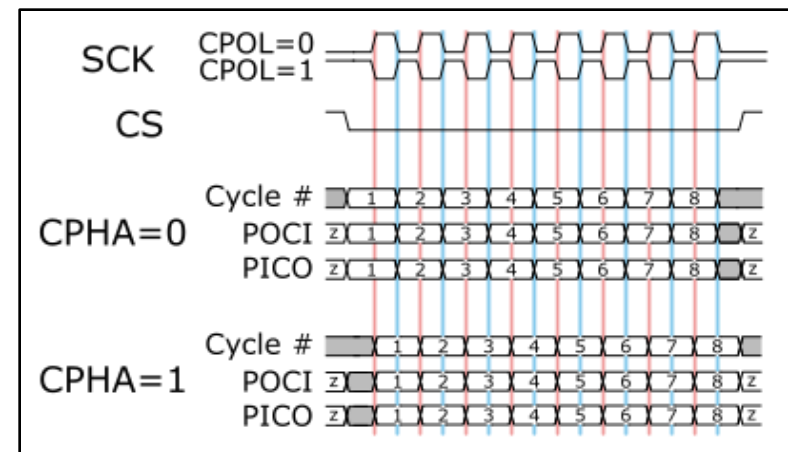 SCK CPOL=0
CPOL=1
CS
Cycle # 1 2 3 4 5 6 7 8
CPHA=0 POCI z 1 2 3 4 5 6 7 8 z
PICO z 1 2 3 4 5 6 7 8 z
Cycle # 1 2 3 4 5 6 7 8
CPHA=1 POCI z 1 2 3 4 5 6 7 8 z
PICO z 1 2 3 4 5 6 7 8 z